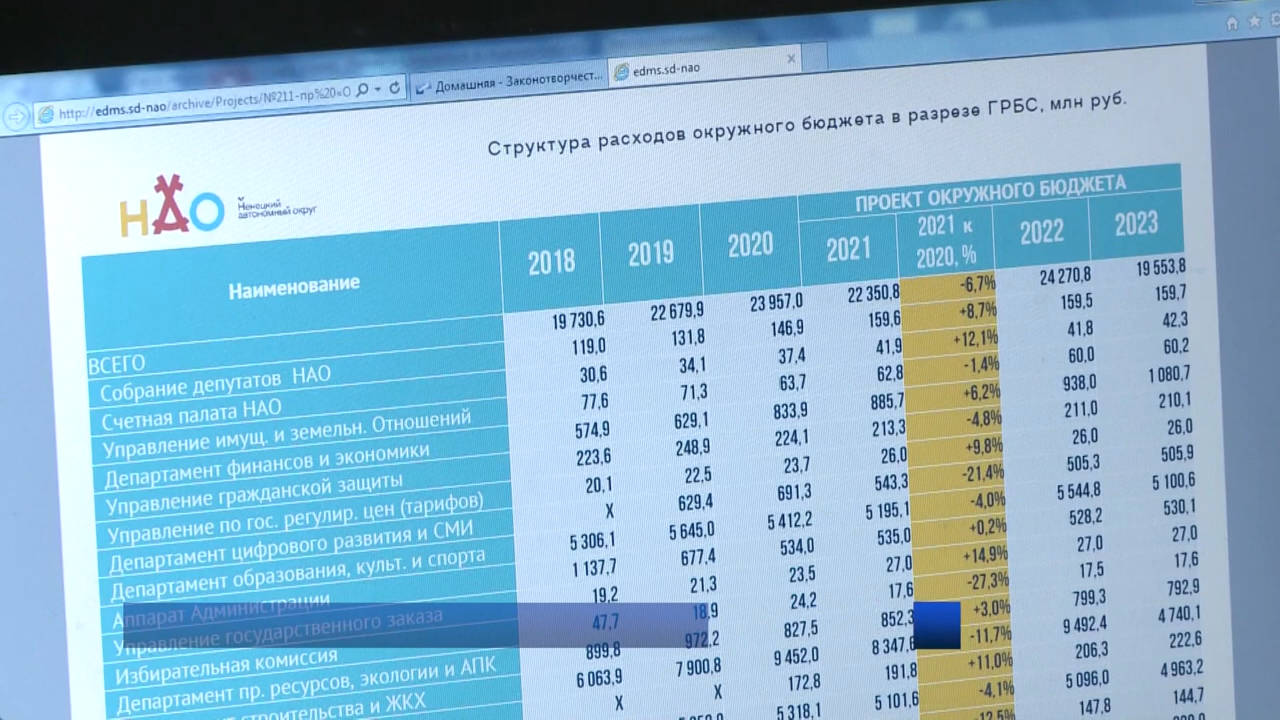 http://edms.sd-nao/archive/Projects/№211-пр%20«О
Домашняя - Законотворчест...
edms.sd-nao
Структура расходов окружного бюджета в разрезе ГРБС, млн руб.
НАО
Ненецкий
автономный округ
ПРОЕКТ ОКРУЖНОГО БЮДЖЕТА
Наименование 2018 2019 2020 2021 2021 к 2020, % 2022 2023
ВСЕГО 19 730,6 22 679,9 23 957,0 22 350,8 -6,7% 24 270,8 19 553,8
Собрание депутатов НАО 119,0 131,8 146,9 159,6 +8,7% 159,5 159,7
Счетная палата НАО 30,6 34,1 37,4 41,9 +12,1% 41,8 42,3
Управление имущ. и земельн. Отношений 77,6 71,3 63,7 62,8 -1,4% 60,0 60,2
Департамент финансов и экономики 574,9 629,1 833,9 885,7 +6,2% 938,0 1 080,7
Управление гражданской защиты 223,6 248,9 224,1 213,3 -4,8% 211,0 210,1
Управление по гос. регулир. цен (тарифов) 20,1 22,5 23,7 26,0 +9,8% 26,0 26,0
Департамент цифрового развития и СМИ X 629,4 691,3 543,3 -21,4% 505,3 505,9
Департамент образования, культ. и спорта 5 306,1 5 645,0 5 412,2 5 195,1 -4,0% 5 544,8 5 100,6
Аппарат Администрации 1 137,7 677,4 534,0 535,0 +0,2% 528,2 530,1
Управление государственного заказа 19,2 21,3 23,5 27,0 +14,9% 27,0 27,0
Избирательная комиссия 47,7 18,9 24,2 17,6 -27,3% 17,5 17,6
Департамент пр. ресурсов, экологии и АПК 899,8 972,2 827,5 852,3 +3,0% 799,3 792,9
строительства и ЖКХ 6 063,9 7 900,8 9 452,0 8 347,6 -11,7% 9 492,4 4 740,1
X X 172,8 191,8 +11,0% 206,3 222,6
5 318,1 5 101,6 -4,1% 5 096,0 4 963,2
147,8 144,7